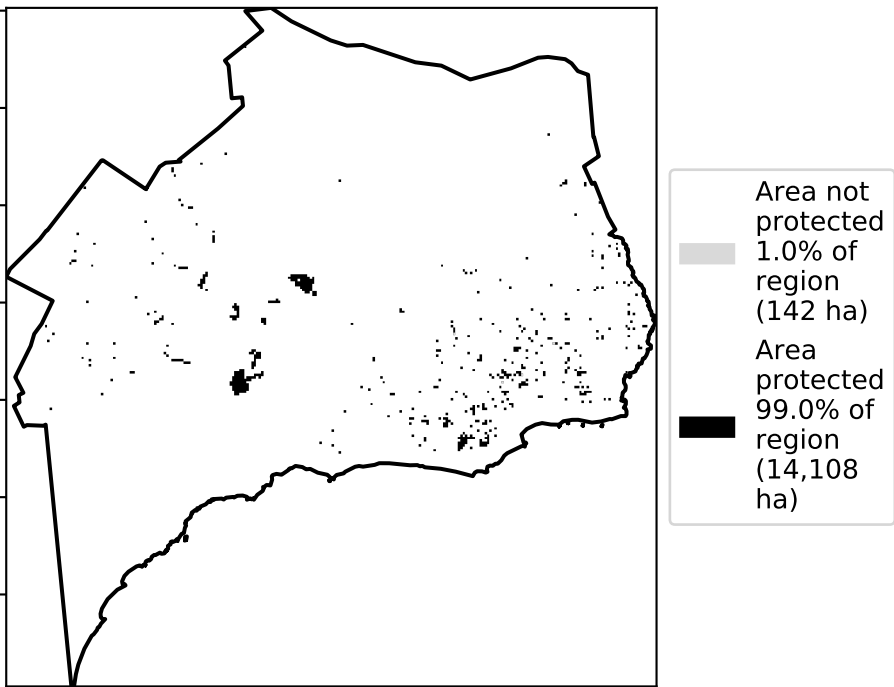 Area not
protected
1.0% of
region
(142 ha)
Area
protected
99.0% of
region
(14,108
ha)